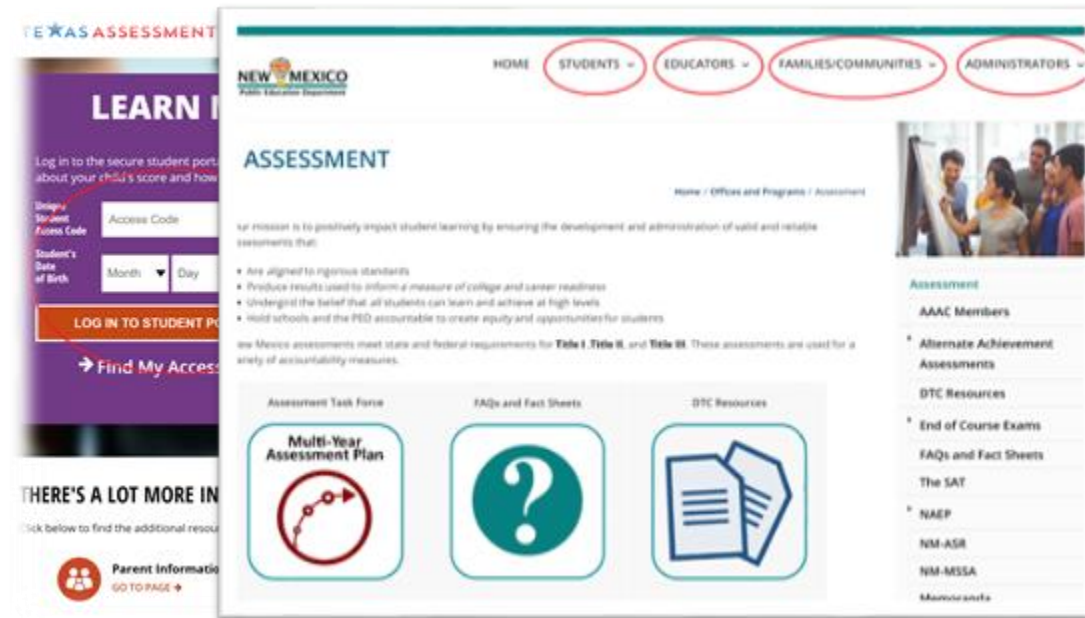 TEXAS ASSESSMENT
LEARN
Log in to the secure student
about your child's score and how
Unique
Student
Access Code
Access Code
Student's
Date
of Birth
Month
Day
LOG IN TO STUDENT
Find My Access
THERE'S A LOT MORE IN
Click below to find the additional
Parent
GO TO PAGE
NEW MEXICO
Public Education Department
HOME
STUDENTS
EDUCATORS
FAMILIES/COMMUNITIES
ADMINISTRATORS
ASSESSMENT
Home / Offices and Programs / Assessment
ur mission is to positively impact student learning by ensuring the development and administration of valid and reliable
ssessments that:
• Are aligned to rigorous standards
• Produce results used to inform a measure of college and career readiness
• Undergird the belief that all students can learn and achieve at high levels
• Hold schools and the PED accountable to create equity and opportunities for students
ew Mexico assessments meet state and federal requirements for Title I, Title II, and Title III. These assessments are used for a
ariety of accountability measures.
Assessment Task Force
FAQs and Fact Sheets
DTC Resources
Multi-Year
Assessment Plan
?
Assessment
AAAC Members
Alternate Achievement
Assessments
DTC Resources
End of Course Exams
FAQs and Fact Sheets
The SAT
NAEP
NM-ASR
NM-MSSA
Memoranda